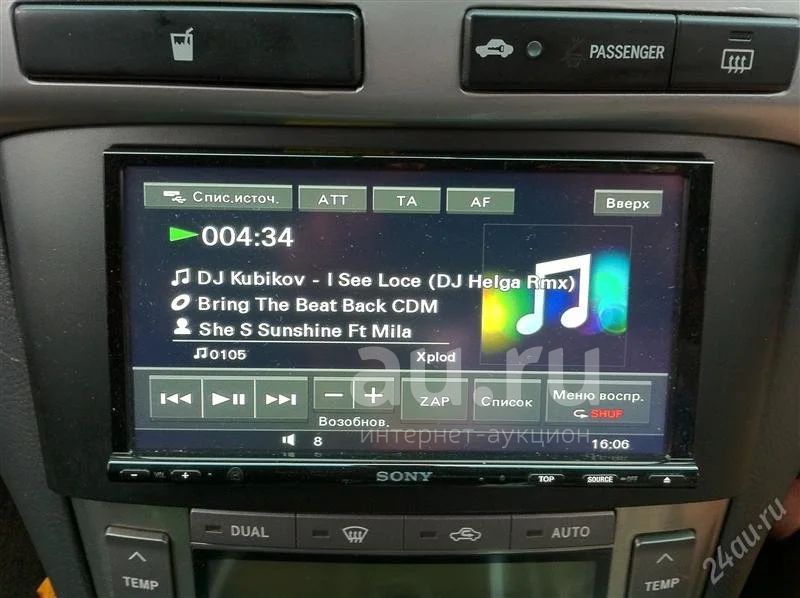 PASSENGER
Спис.источ. ATT TA AF Вверх
004:34
DJ Kubikov - I See Loce (DJ Helga Rmx)
Bring The Beat Back CDM
She S Sunshine Ft Mila
0105 Xplod
au.ru
− + ZAP Список Меню воспр.
SHUF
Возобнов.
интернет-аукцион
8 16:06
− VOL + SONY TOP SOURCE OFF
DUAL AUTO
TEMP TEMP
24au.ru